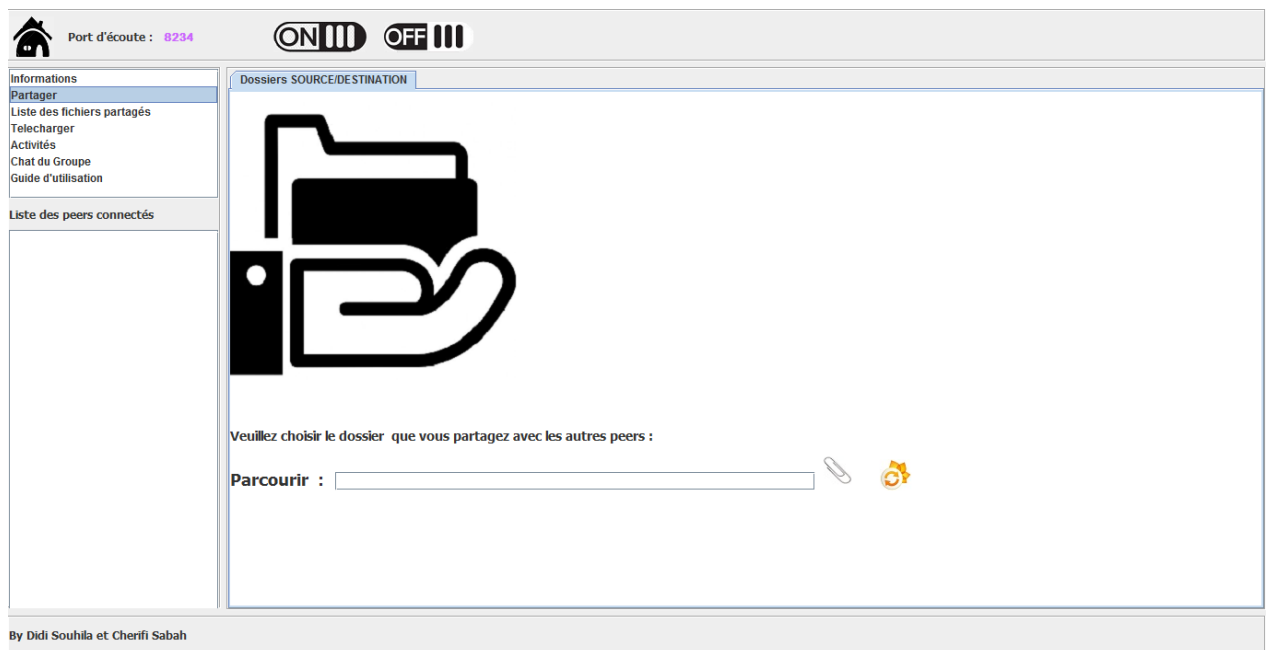 Port d'écoute : 8234
ON OFF
Informations
Partager
Liste des fichiers partagés
Telecharger
Activités
Chat du Groupe
Guide d'utilisation
Liste des peers connectés
Dossiers SOURCE/DESTINATION
Veuillez choisir le dossier que vous partagez avec les autres peers :
Parcourir :
By Didi Souhila et Cherifi Sabah